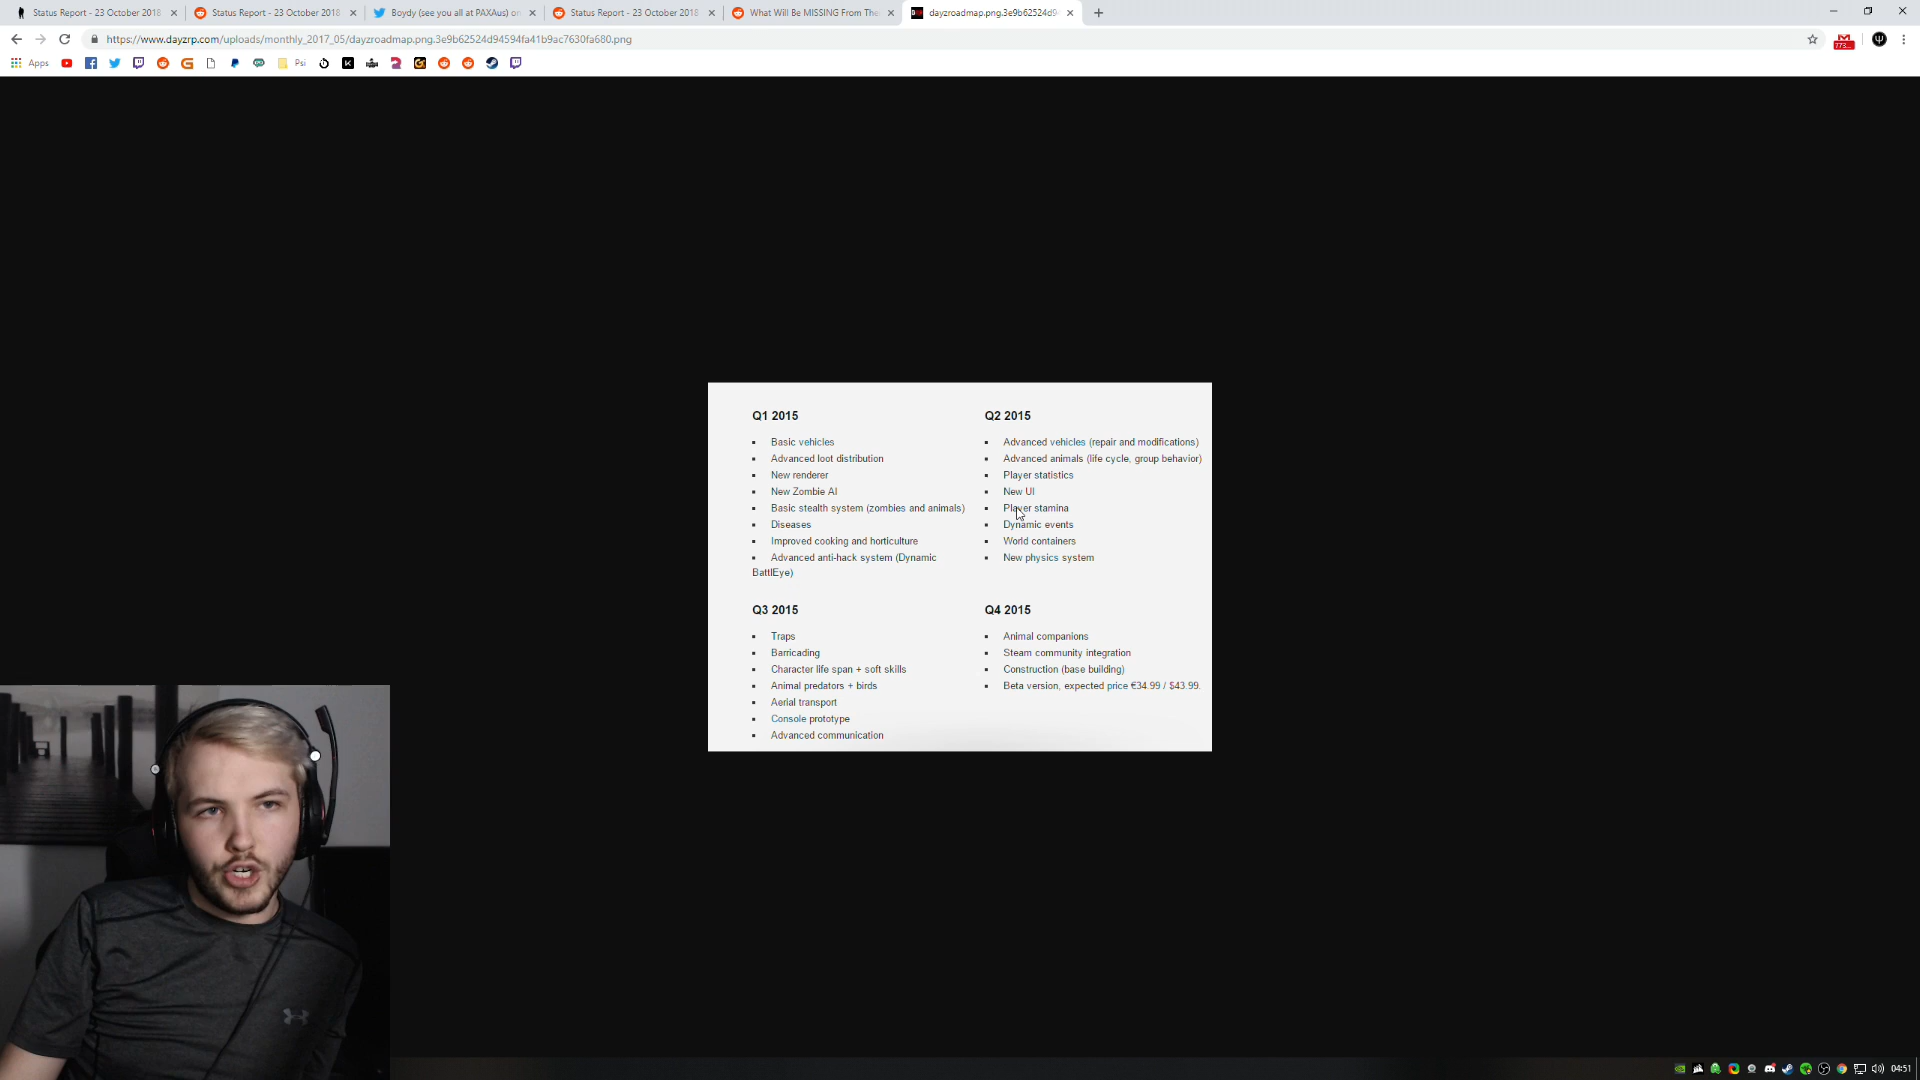 Status Report - 23 October 2018
Status Report - 23 October 2018
Boydy (see you all at PAXAus) on
Status Report - 23 October 2018
What Will Be MISSING From The
dayzroadmap.png.3e9b62524d9
https://www.dayzrp.com/uploads/monthly_2017_05/dayzroadmap.png.3e9b62524d94594fa41b9ac7630fa680.png
773...
Apps
Psi
Q1 2015
▪ Basic vehicles
▪ Advanced loot distribution
▪ New renderer
▪ New Zombie AI
▪ Basic stealth system (zombies and animals)
▪ Diseases
▪ Improved cooking and horticulture
▪ Advanced anti-hack system (Dynamic
BattlEye)
Q2 2015
▪ Advanced vehicles (repair and modifications)
▪ Advanced animals (life cycle, group behavior)
▪ Player statistics
▪ New UI
▪ Player stamina
▪ Dynamic events
▪ World containers
▪ New physics system
Q3 2015
▪ Traps
▪ Barricading
▪ Character life span + soft skills
▪ Animal predators + birds
▪ Aerial transport
▪ Console prototype
▪ Advanced communication
Q4 2015
▪ Animal companions
▪ Steam community integration
▪ Construction (base building)
▪ Beta version, expected price €34.99 / $43.99.
04:51